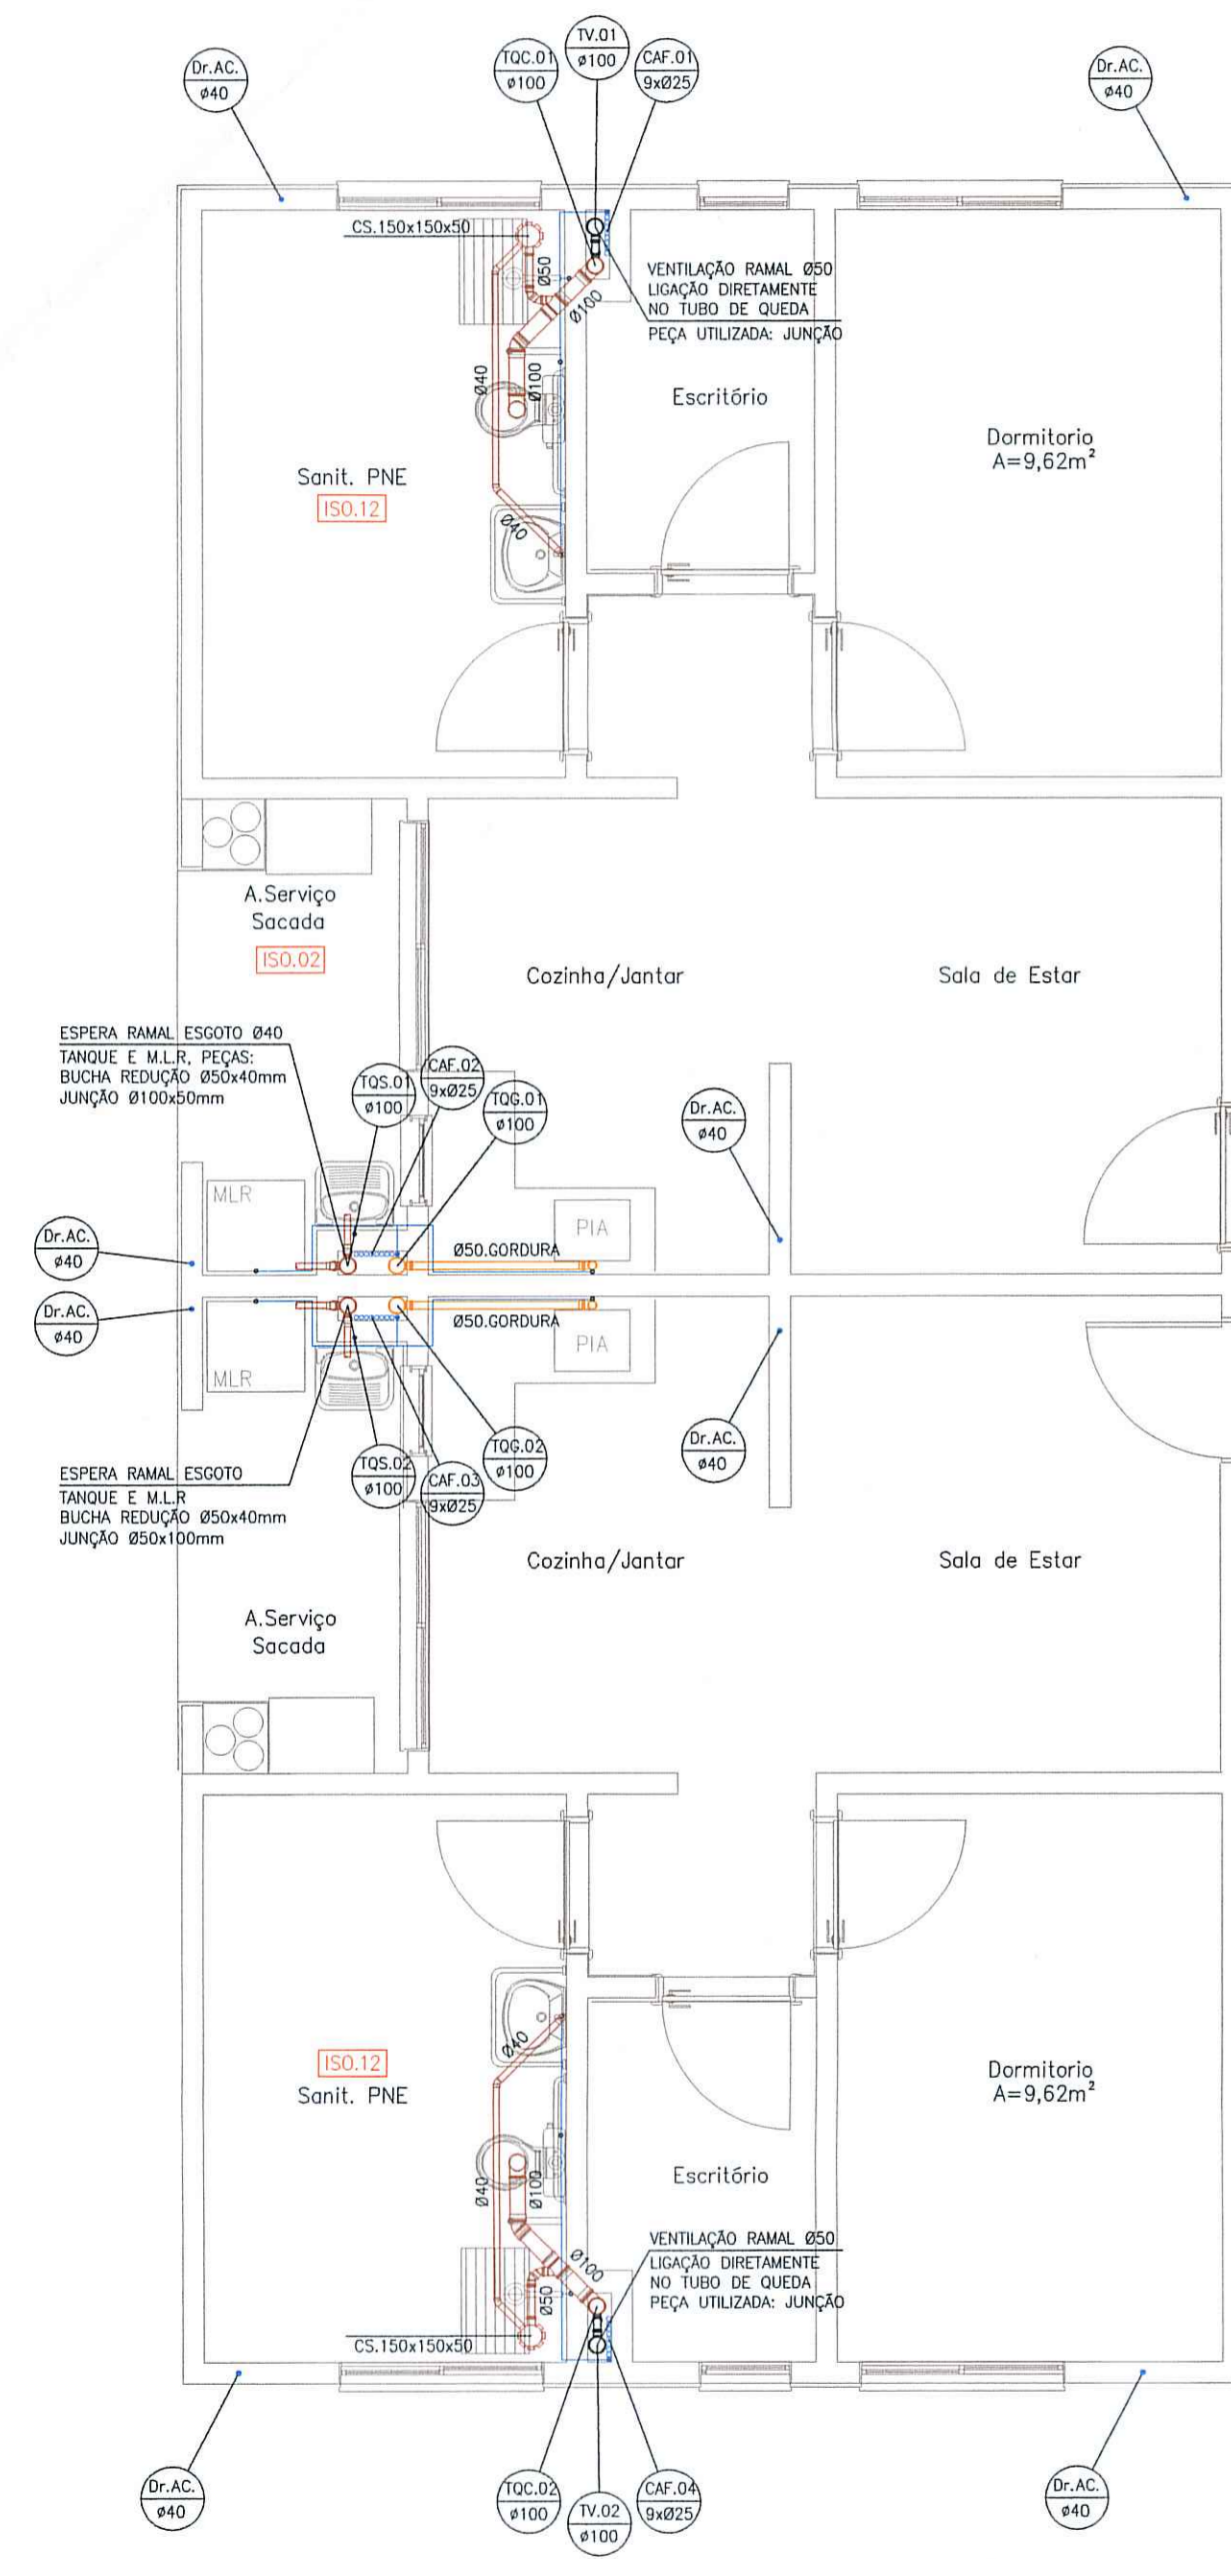 TV.01
ø100
TQC.01
ø100
CAF.01
9xØ25
Dr.AC.
ø40
Dr.AC.
ø40
CS.150x150x50
Ø50
Ø100
VENTILAÇÃO RAMAL Ø50
LIGAÇÃO DIRETAMENTE
NO TUBO DE QUEDA
PEÇA UTILIZADA: JUNÇÃO
Ø40
Ø100
Escritório
Dormitorio
A=9,62m²
Sanit. PNE
ISO.12
Ø40
A.Serviço
Sacada
ISO.02
Cozinha/Jantar
Sala de Estar
ESPERA RAMAL ESGOTO Ø40
TANQUE E M.L.R, PEÇAS:
BUCHA REDUÇÃO Ø50x40mm
JUNÇÃO Ø100x50mm
TQS.01
ø100
CAF.02
9xØ25
TQG.01
ø100
Dr.AC.
ø40
MLR
PIA
Dr.AC.
ø40
Ø50.GORDURA
Dr.AC.
ø40
Ø50.GORDURA
MLR
PIA
Dr.AC.
ø40
ESPERA RAMAL ESGOTO
TANQUE E M.L.R
BUCHA REDUÇÃO Ø50x40mm
JUNÇÃO Ø50x100mm
TQS.02
ø100
CAF.03
9xØ25
TQG.02
ø100
Cozinha/Jantar
Sala de Estar
A.Serviço
Sacada
Ø40
ISO.12
Sanit. PNE
Dormitorio
A=9,62m²
Ø40
Ø100
Escritório
VENTILAÇÃO RAMAL Ø50
LIGAÇÃO DIRETAMENTE
NO TUBO DE QUEDA
PEÇA UTILIZADA: JUNÇÃO
Ø100
Ø50
CS.150x150x50
Dr.AC.
ø40
TQC.02
ø100
TV.02
ø100
CAF.04
9xØ25
Dr.AC.
ø40